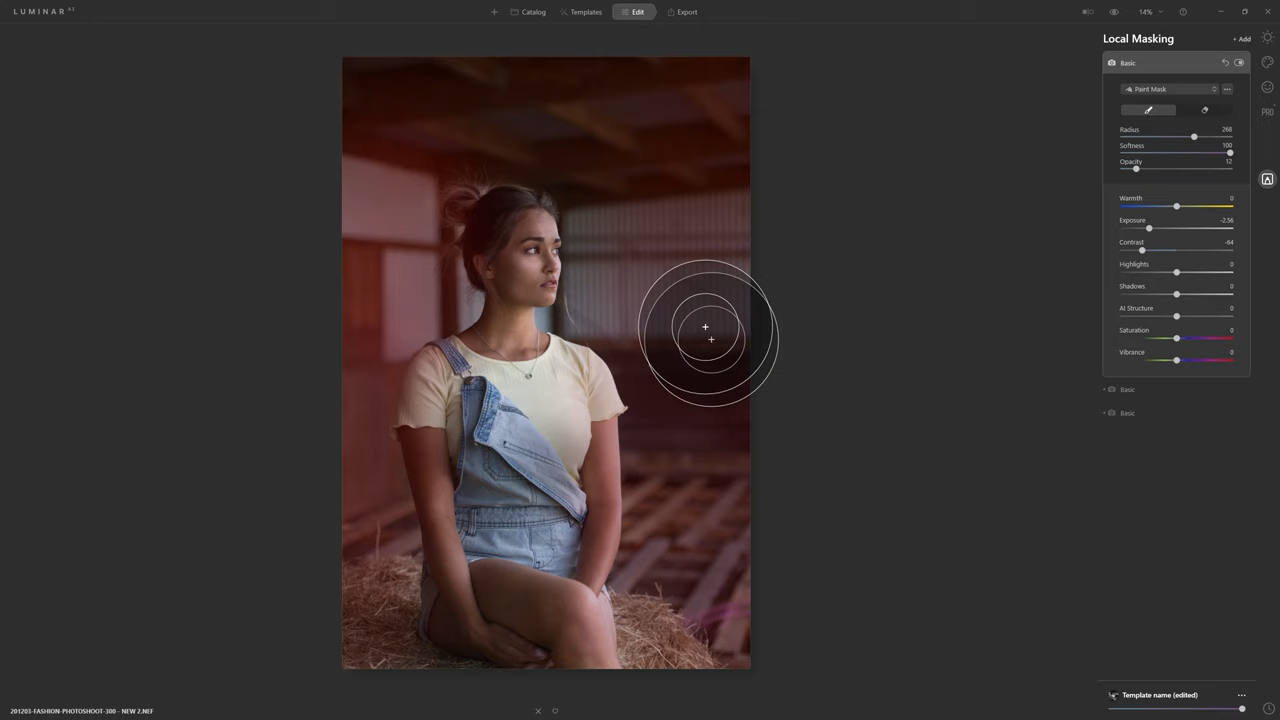 LUMINAR AI
Catalog
Templates
Edit
Export
14%
Local Masking
+ Add
Basic
Paint Mask
Radius 268
Softness 100
Opacity 12
PRO
Warmth 0
Exposure -2.56
Contrast -64
Highlights 0
Shadows 0
AI Structure 0
Saturation 0
Vibrance 0
Basic
Basic
Template name (edited)
201203-FASHION-PHOTOSHOOT-300 - NEW 2.NEF